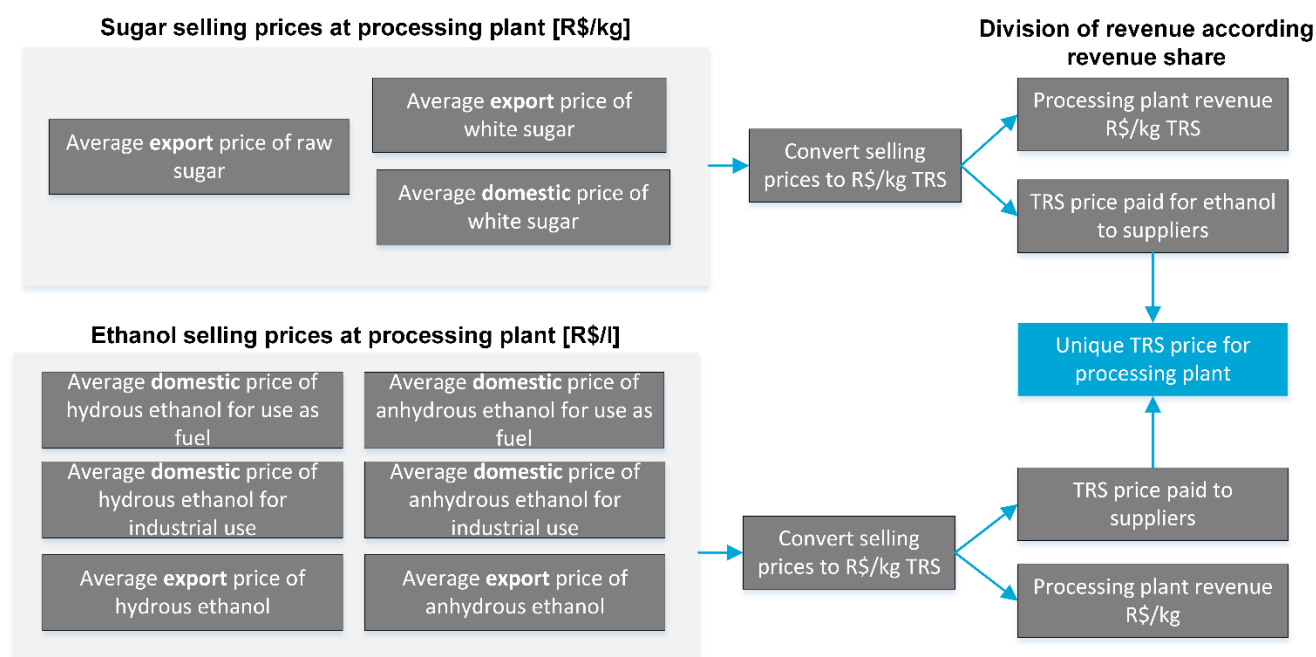 Sugar selling prices at processing plant [R$/kg]
Division of revenue according
revenue share
Average export price of raw
sugar
Average export price of
white sugar
Average domestic price of
white sugar
Convert selling
prices to R$/kg TRS
Processing plant revenue
R$/kg TRS
TRS price paid for ethanol
to suppliers
Unique TRS price for
processing plant
Ethanol selling prices at processing plant [R$/l]
Average domestic price of
hydrous ethanol for use as
fuel
Average domestic price of
anhydrous ethanol for use as
fuel
Average domestic price of
hydrous ethanol for
industrial use
Average domestic price of
anhydrous ethanol for
industrial use
Average export price of
hydrous ethanol
Average export price of
anhydrous ethanol
Convert selling
prices to R$/kg TRS
TRS price paid to
suppliers
Processing plant revenue
R$/kg